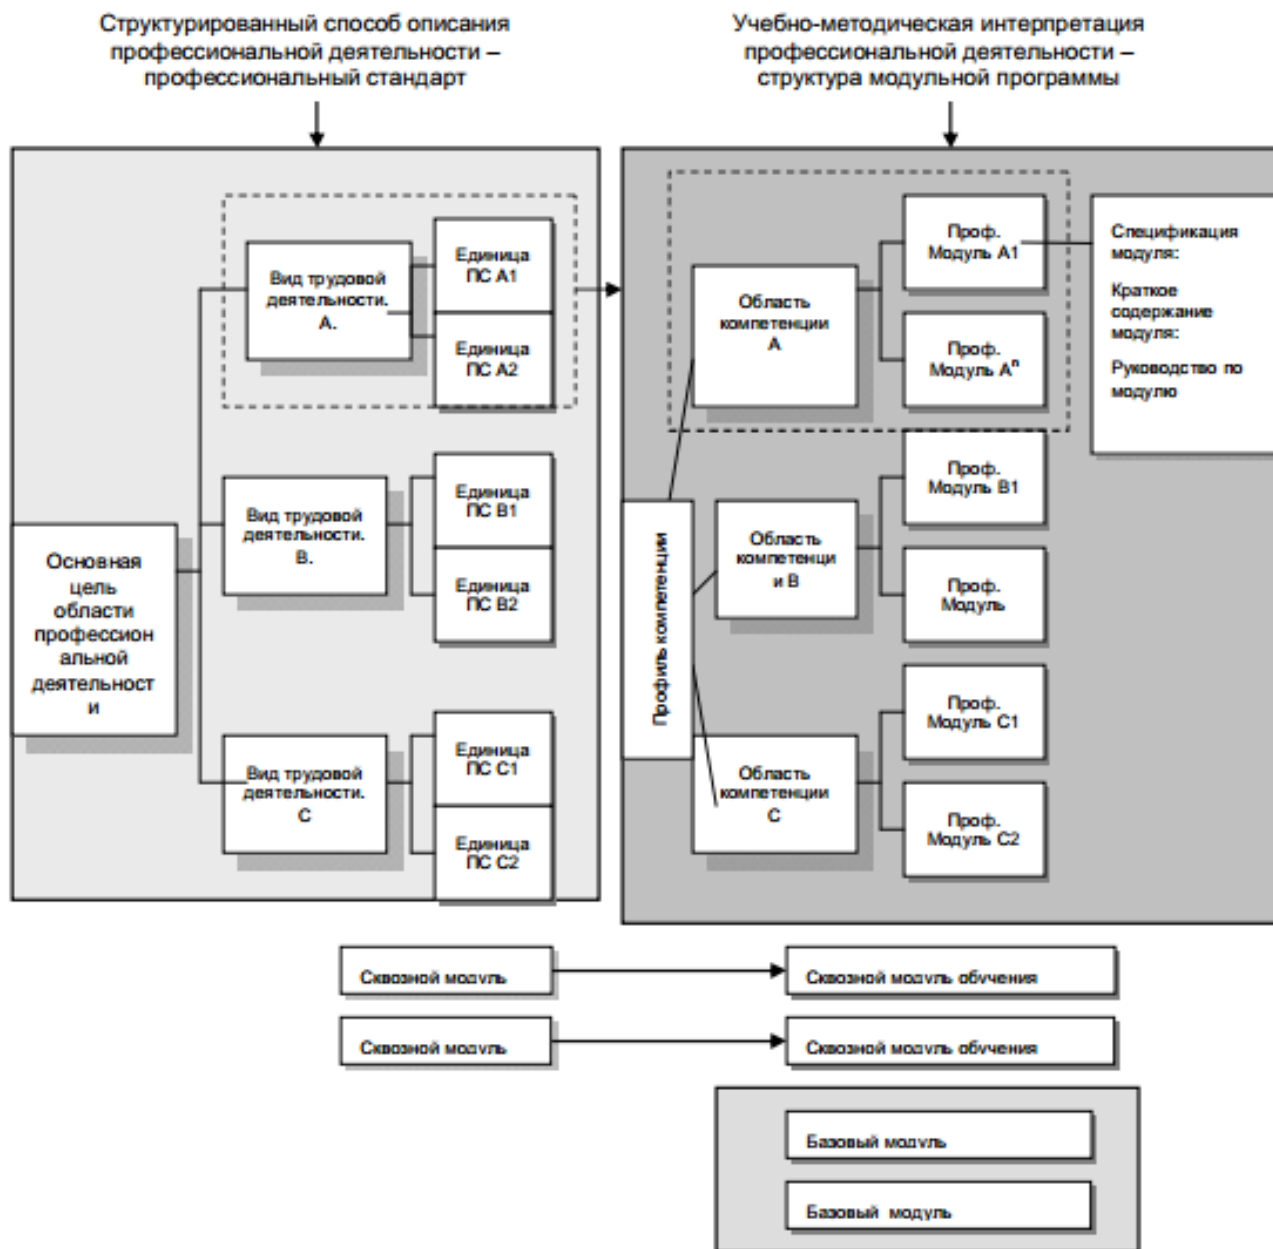 Структурированный способ описания
профессиональной деятельности –
профессиональный стандарт
Учебно-методическая интерпретация
профессиональной деятельности –
структура модульной программы
Основная
цель
области
профессион
альной
деятельност
и
Вид трудовой
деятельности.
А.
Единица
ПС А1
Единица
ПС А2
Вид трудовой
деятельности.
В.
Единица
ПС В1
Единица
ПС В2
Вид трудовой
деятельности.
С
Единица
ПС С1
Единица
ПС С2
Профиль компетенции
Область
компетенции
А
Проф.
Модуль А1
Проф.
Модуль Аⁿ
Спецификация
модуля:
Краткое
содержание
модуля:
Руководство по
модулю
Область
компетенци
и В
Проф.
Модуль В1
Проф.
Модуль
Область
компетенции
С
Проф.
Модуль С1
Проф.
Модуль С2
Сквозной модуль
Сквозной модуль обучения
Сквозной модуль
Сквозной модуль обучения
Базовый модуль
Базовый модуль